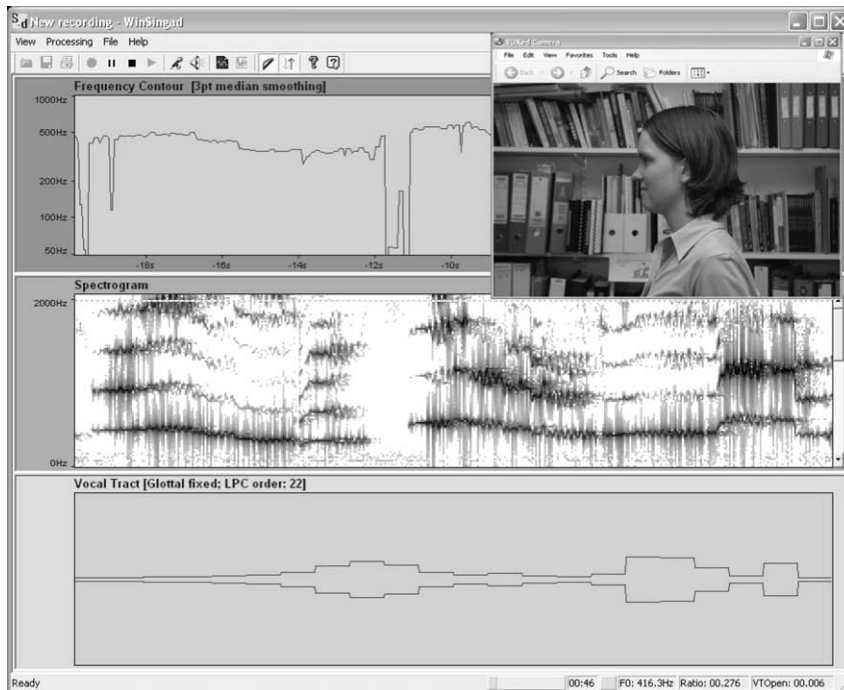 Sd New recording - WinSingad
View Processing File Help
Frequency Contour [3pt median smoothing]
1000Hz
500Hz
200Hz
100Hz
50Hz
-18s -16s -14s -12s -10s
VOXed Camera
File Edit View Favorites Tools Help
Back Search Folders
Spectrogram
2000Hz
0Hz
Vocal Tract [Glottal fixed; LPC order: 22]
Ready 00:46 F0: 416.3Hz Ratio: 00.276 VTOpen: 00.006